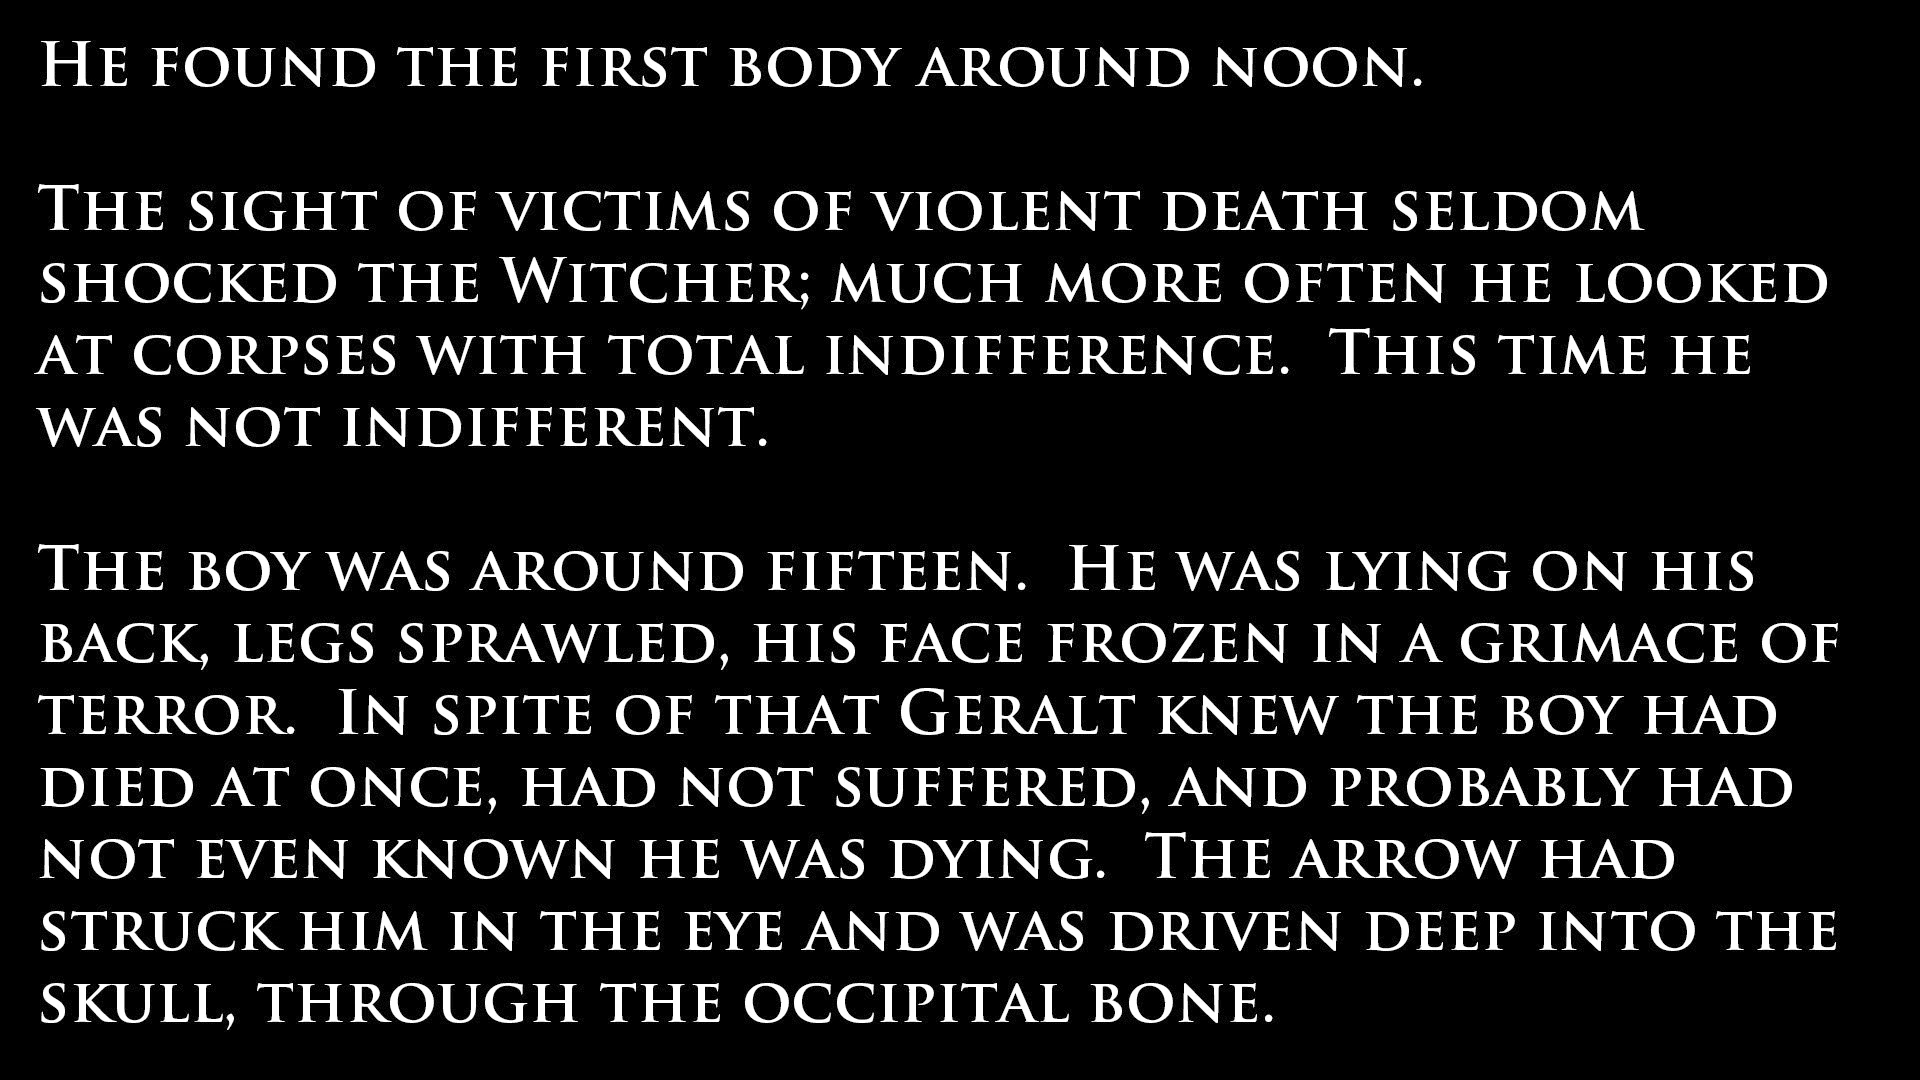 He found the first body around noon.
The sight of victims of violent death seldom
shocked the Witcher; much more often he looked
at corpses with total indifference.  This time he
was not indifferent.
The boy was around fifteen.  He was lying on his
back, legs sprawled, his face frozen in a grimace of
terror.  In spite of that Geralt knew the boy had
died at once, had not suffered, and probably had
not even known he was dying.  The arrow had
struck him in the eye and was driven deep into the
skull, through the occipital bone.